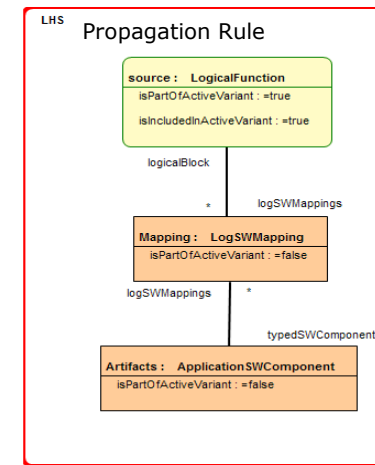 LHS
Propagation Rule
source : LogicalFunction
isPartOfActiveVariant : =true
isIncludedInActiveVariant : =true
logicalBlock
* logSWMappings
Mapping : LogSWMapping
isPartOfActiveVariant : =false
logSWMappings *
typedSWComponent
Artifacts : ApplicationSWComponent
isPartOfActiveVariant : =false